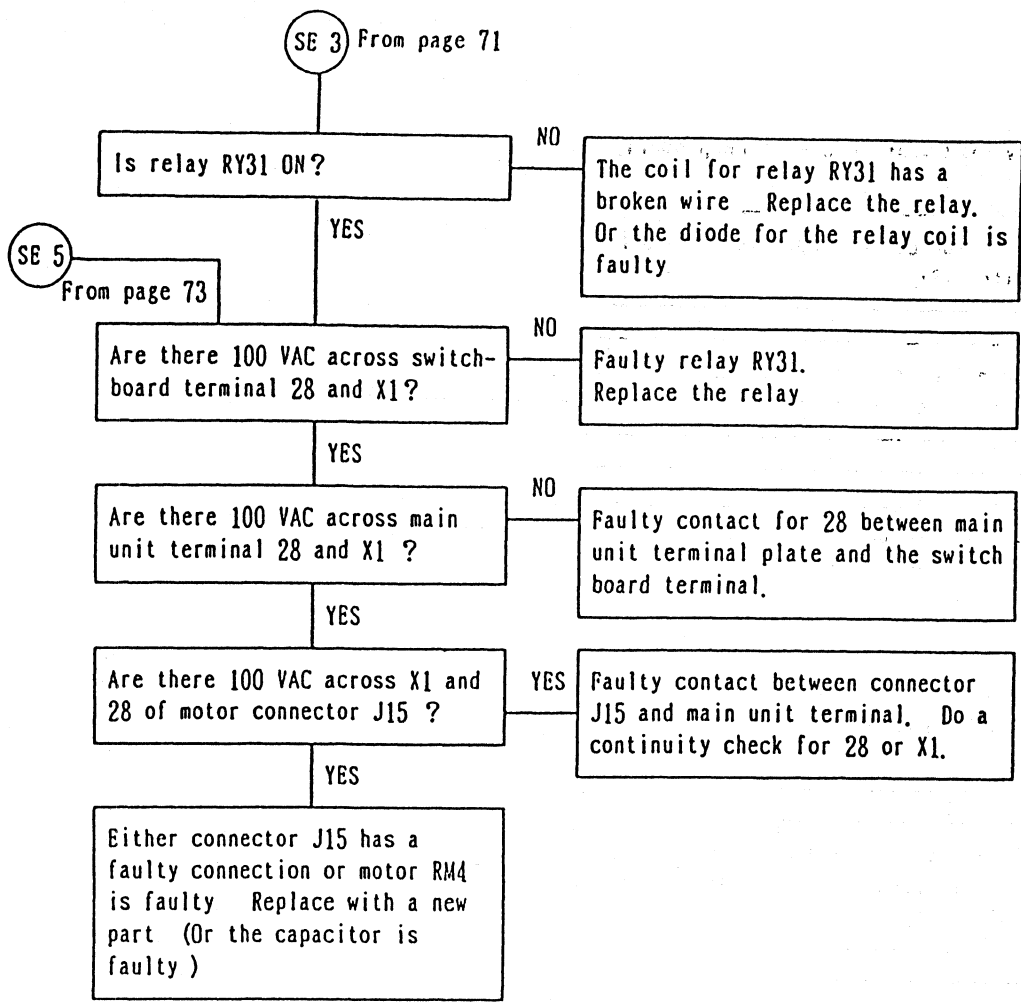 SE 3 From page 71
Is relay RY31 ON?
NO
The coil for relay RY31 has a
broken wire Replace the relay.
Or the diode for the relay coil is
faulty
YES
SE 5
From page 73
Are there 100 VAC across switch-
board terminal 28 and X1?
NO
Faulty relay RY31.
Replace the relay
YES
Are there 100 VAC across main
unit terminal 28 and X1 ?
NO
Faulty contact for 28 between main
unit terminal plate and the switch
board terminal.
YES
Are there 100 VAC across X1 and
28 of motor connector J15 ?
YES
Faulty contact between connector
J15 and main unit terminal. Do a
continuity check for 28 or X1.
YES
Either connector J15 has a
faulty connection or motor RM4
is faulty Replace with a new
part (Or the capacitor is
faulty )